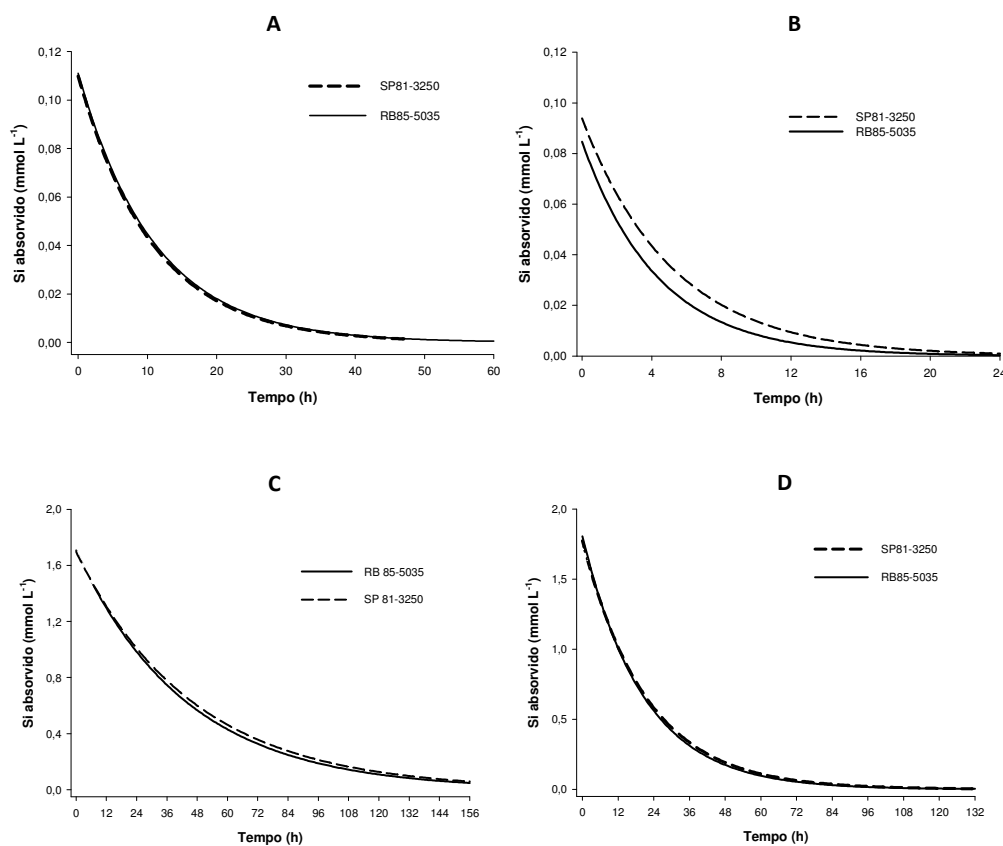 A
0,12
0,10
0,08
0,06
0,04
0,02
0,00
Si absorvido (mmol L⁻¹)
SP81-3250
RB85-5035
0 10 20 30 40 50 60
Tempo (h)
B
0,12
0,10
0,08
0,06
0,04
0,02
0,00
Si absorvido (mmol L⁻¹)
SP81-3250
RB85-5035
0 4 8 12 16 20 24
Tempo (h)
C
2,0
1,6
1,2
0,8
0,4
0,0
Si absorvido (mmol L⁻¹)
RB 85-5035
SP 81-3250
0 12 24 36 48 60 72 84 96 108 120 132 144 156
Tempo (h)
D
2,0
1,5
1,0
0,5
0,0
Si absorvido (mmol L⁻¹)
SP81-3250
RB85-5035
0 12 24 36 48 60 72 84 96 108 120 132
Tempo (h)